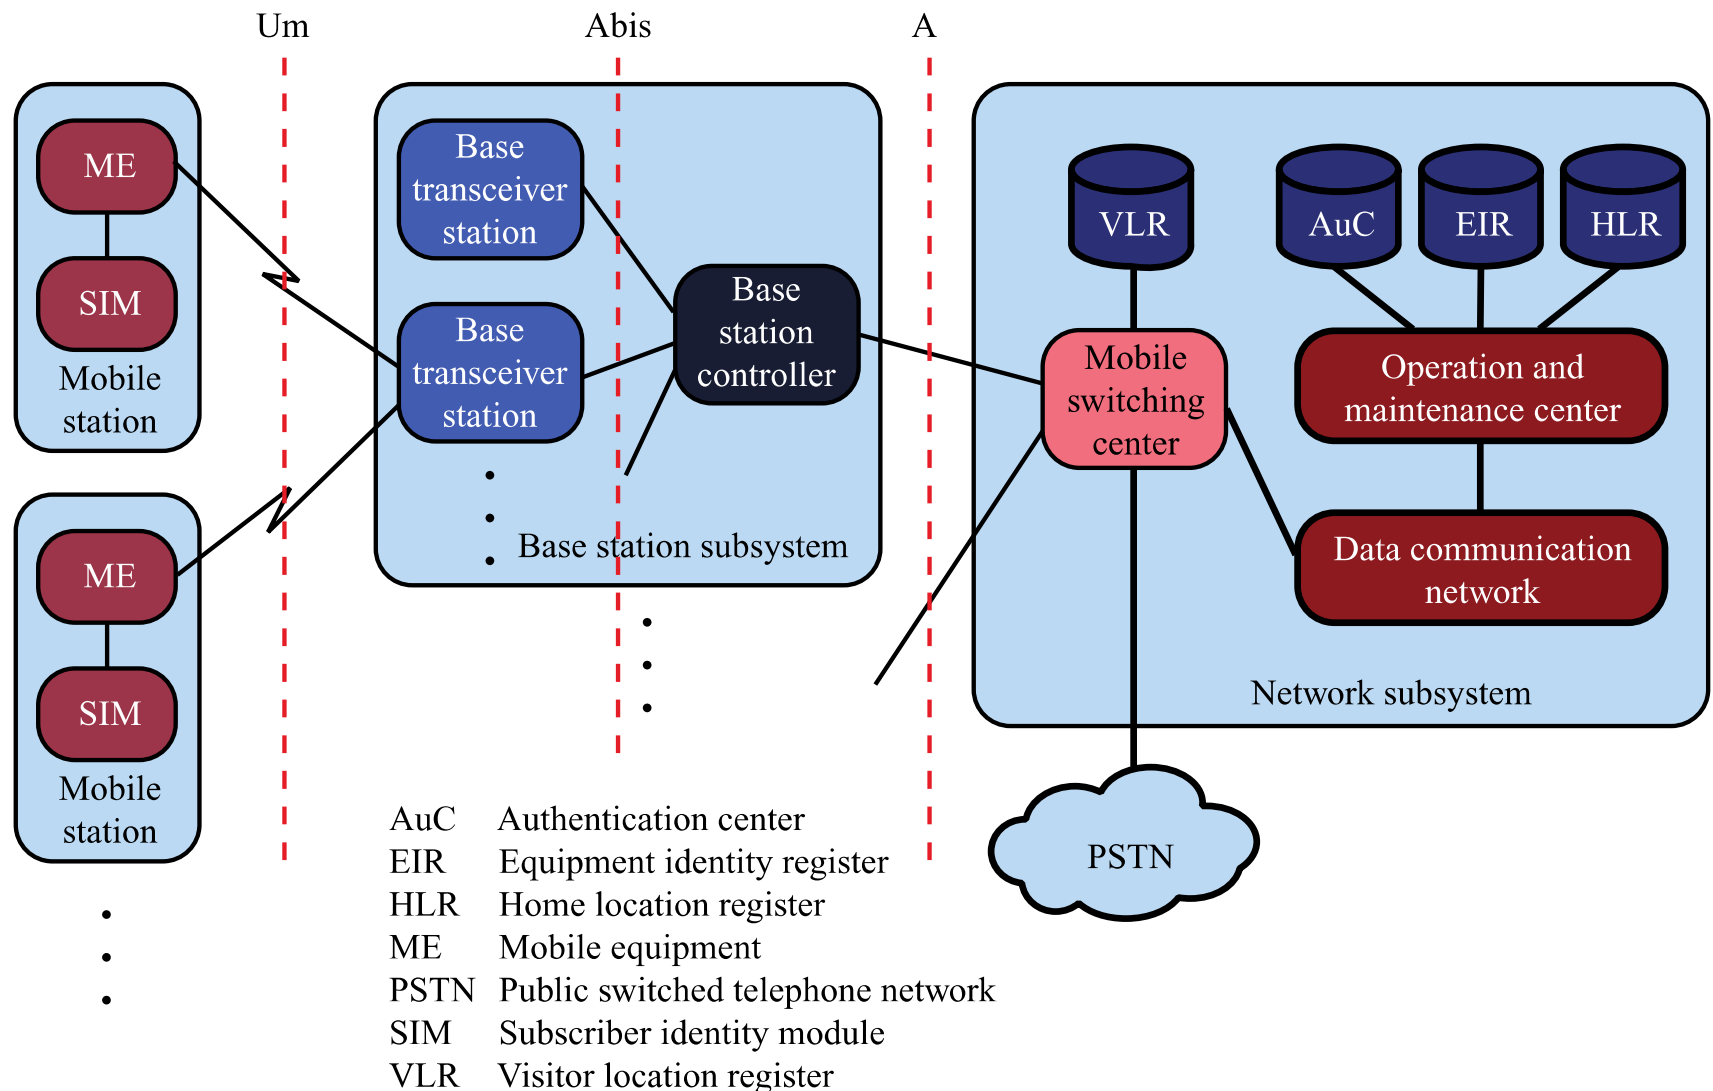 Um
Abis
A
ME
SIM
Mobile
station
ME
SIM
Mobile
station
Base
transceiver
station
Base
transceiver
station
Base
station
controller
Base station subsystem
VLR
AuC
EIR
HLR
Mobile
switching
center
Operation and
maintenance center
Data communication
network
Network subsystem
PSTN
AuC Authentication center
EIR Equipment identity register
HLR Home location register
ME Mobile equipment
PSTN Public switched telephone network
SIM Subscriber identity module
VLR Visitor location register